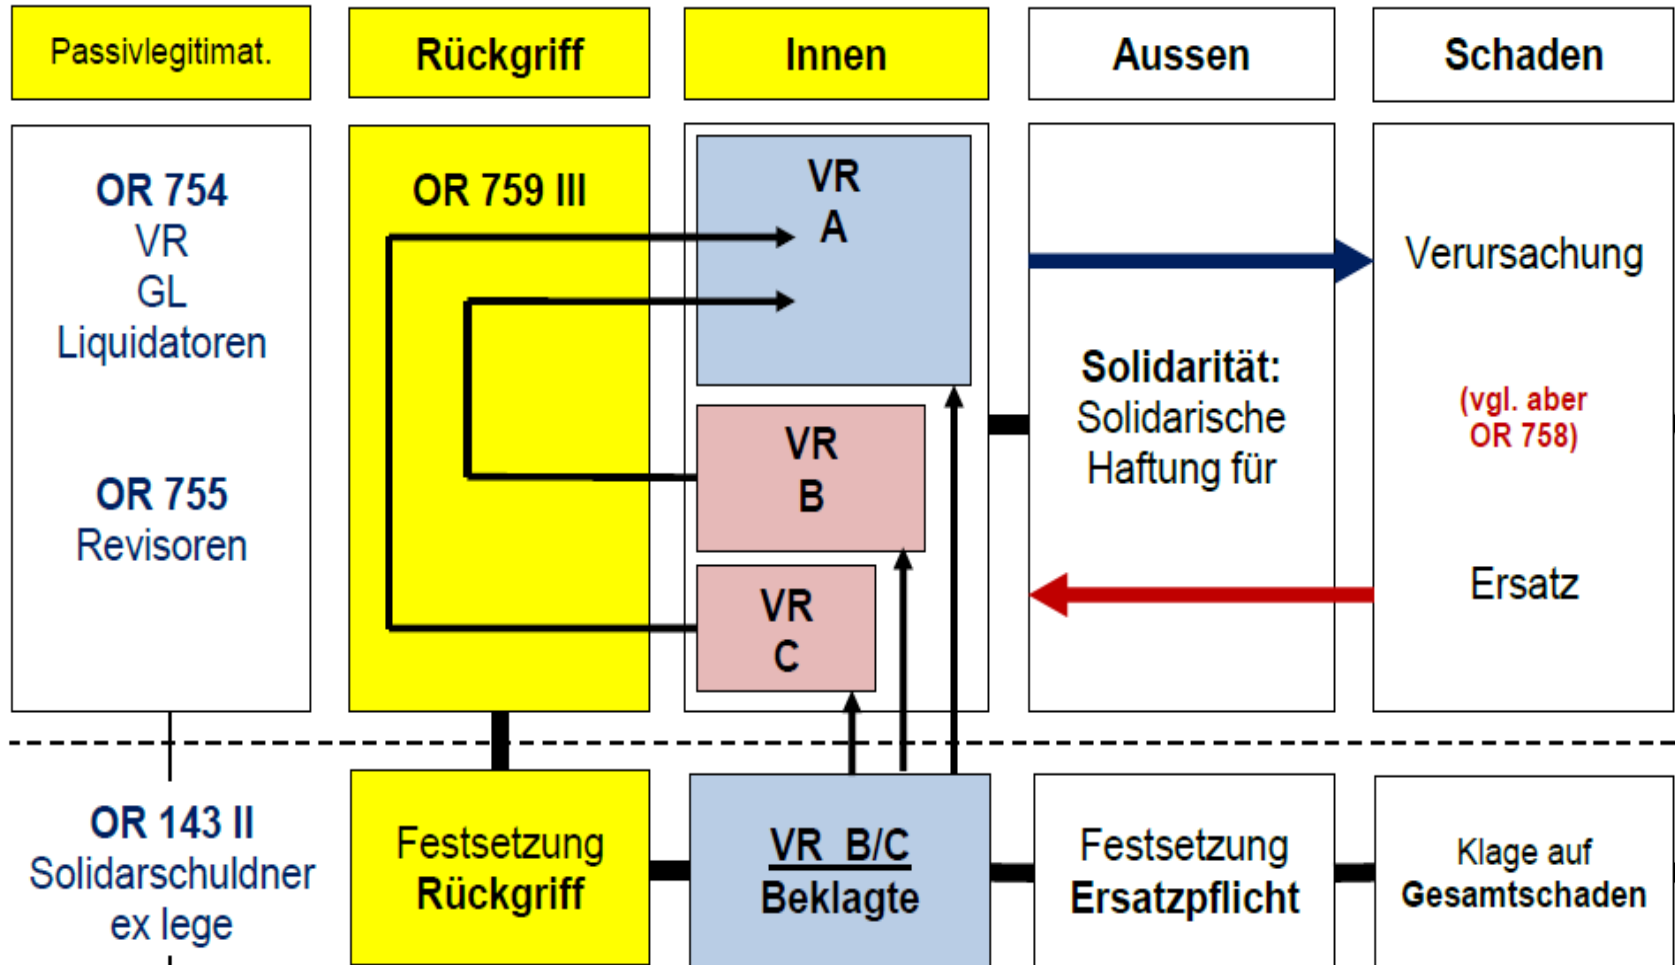 Passivlegitimat.
Rückgriff
Innen
Aussen
Schaden
OR 754
VR
GL
Liquidatoren
OR 755
Revisoren
OR 759 III
VR
A
VR
B
VR
C
Solidarität:
Solidarische
Haftung für
Verursachung
(vgl. aber
OR 758)
Ersatz
OR 143 II
Solidarschuldner
ex lege
Festsetzung
Rückgriff
VR B/C
Beklagte
Festsetzung
Ersatzpflicht
Klage auf
Gesamtschaden